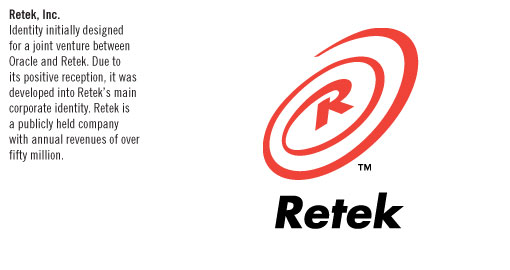 Retek, Inc.
Identity initially designed
for a joint venture between
Oracle and Retek. Due to
its positive reception, it was
developed into Retek's main
corporate identity. Retek is
a publicly held company
with annual revenues of over
fifty million.
R
TM
Retek